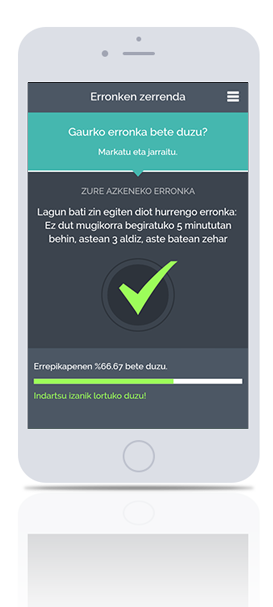 Erronken zerrenda
Gaurko erronka bete duzu?
Markatu eta jarraitu.
ZURE AZKENEKO ERRONKA
Lagun bati zin egiten diot hurrengo erronka:
Ez dut mugikorra begiratuko 5 minututan
behin, astean 3 aldiz, aste batean zehar
Errepikapenen %66.67 bete duzu.
Indartsu izanik lortuko duzu!